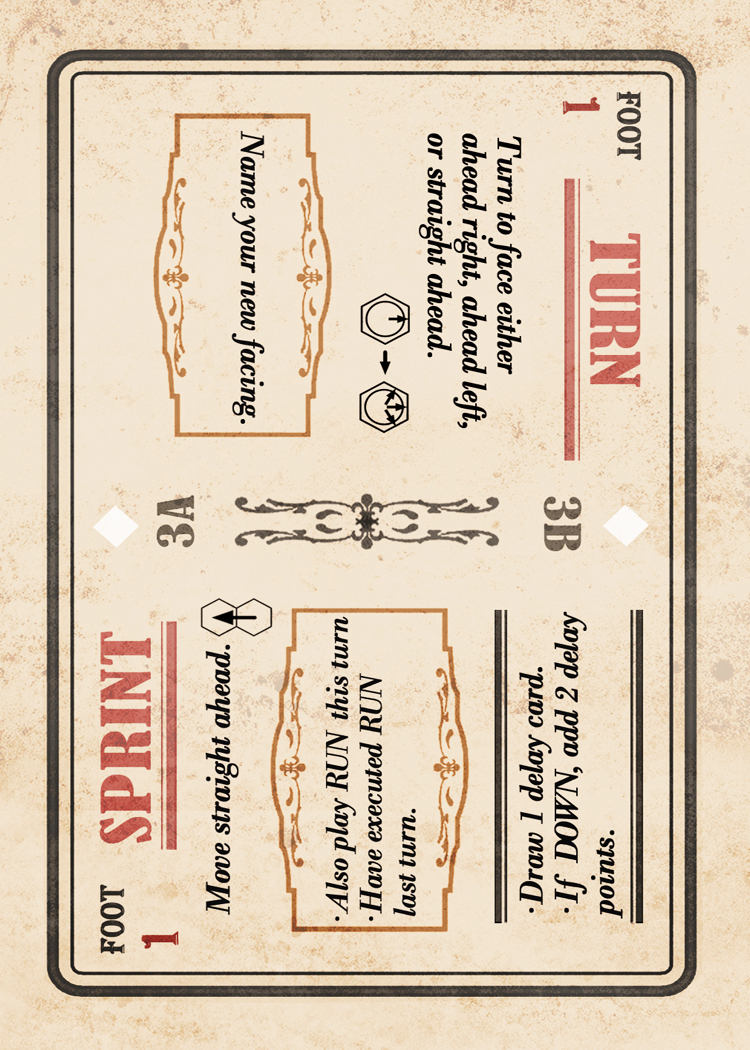 FOOT
1
TURN
Turn to face either
ahead right, ahead left,
or straight ahead.
Name your new facing.
3B
3A
FOOT
1
SPRINT
Move straight ahead.
·Also play RUN this turn
·Have executed RUN
last turn.
·Draw 1 delay card.
·If DOWN, add 2 delay
points.